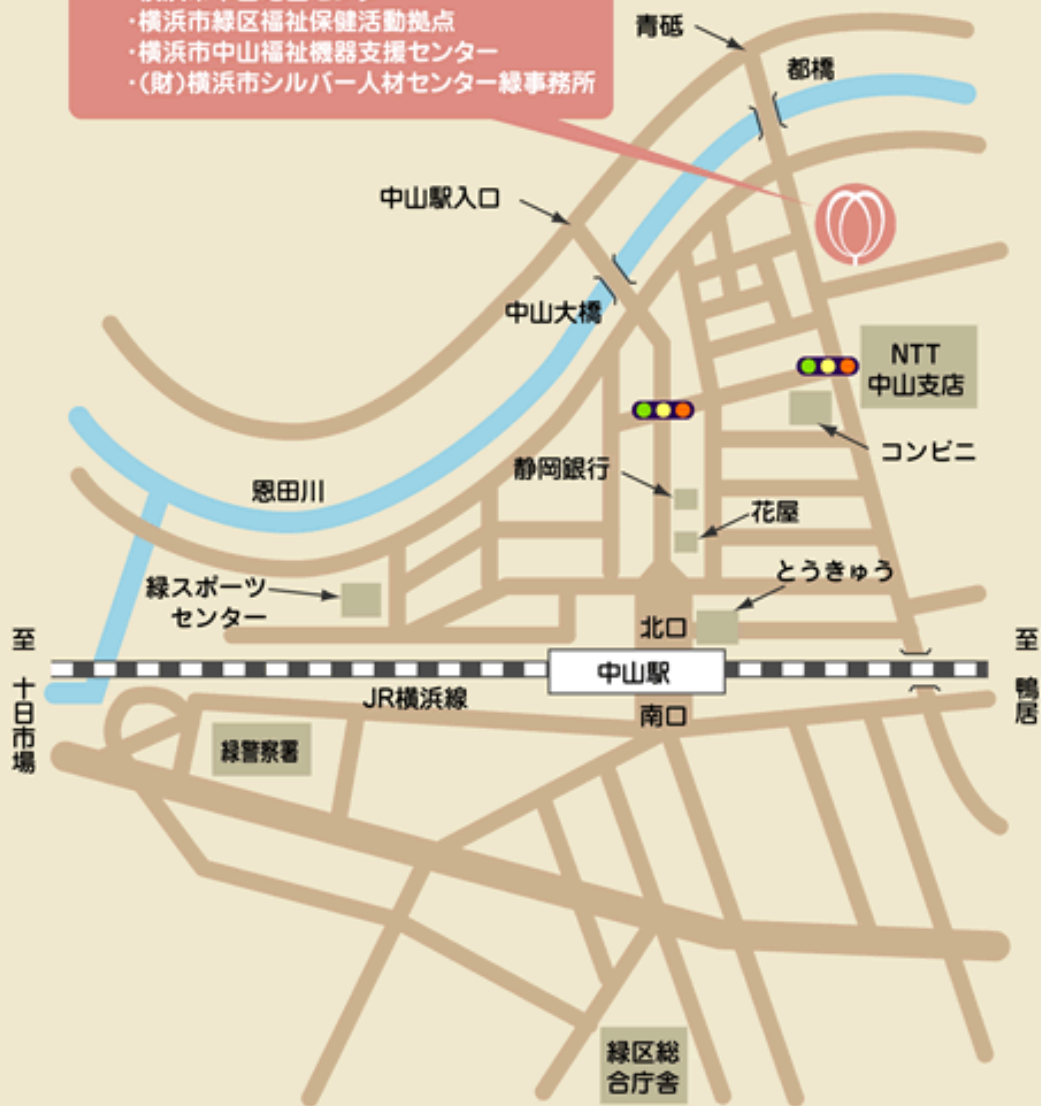 ・横浜市緑区福祉保健活動拠点
・横浜市中山福祉機器支援センター
・(財)横浜市シルバー人材センター緑事務所
青砥
都橋
中山駅入口
中山大橋
NTT
中山支店
コンビニ
静岡銀行
花屋
恩田川
とうきゅう
緑スポーツ
センター
北口
至 十日市場
至 鴨居
中山駅
JR横浜線
南口
緑警察署
緑区総
合庁舎